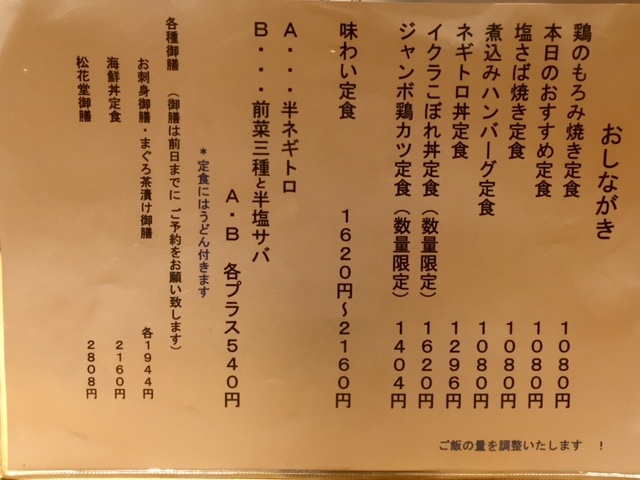 おしながき
鶏のもろみ焼き定食 1080円
本日のおすすめ定食 1080円
塩さば焼き定食 1080円
煮込みハンバーグ定食 1080円
ネギトロ丼定食 1296円
イクラこぼれ丼定食(数量限定) 1620円
ジャンボ鶏カツ定食(数量限定) 1404円
味わい定食 1620円~2160円
A・・・半ネギトロ
B・・・前菜三種と半塩サバ
A・B 各プラス540円
*定食にはうどん付きます
各種御膳 (御膳は前日までにご予約をお願い致します)
お刺身御膳・まぐろ茶漬け御膳 各1944円
海鮮丼定食 2160円
松花堂御膳 2808円
ご飯の量を調整いたします !